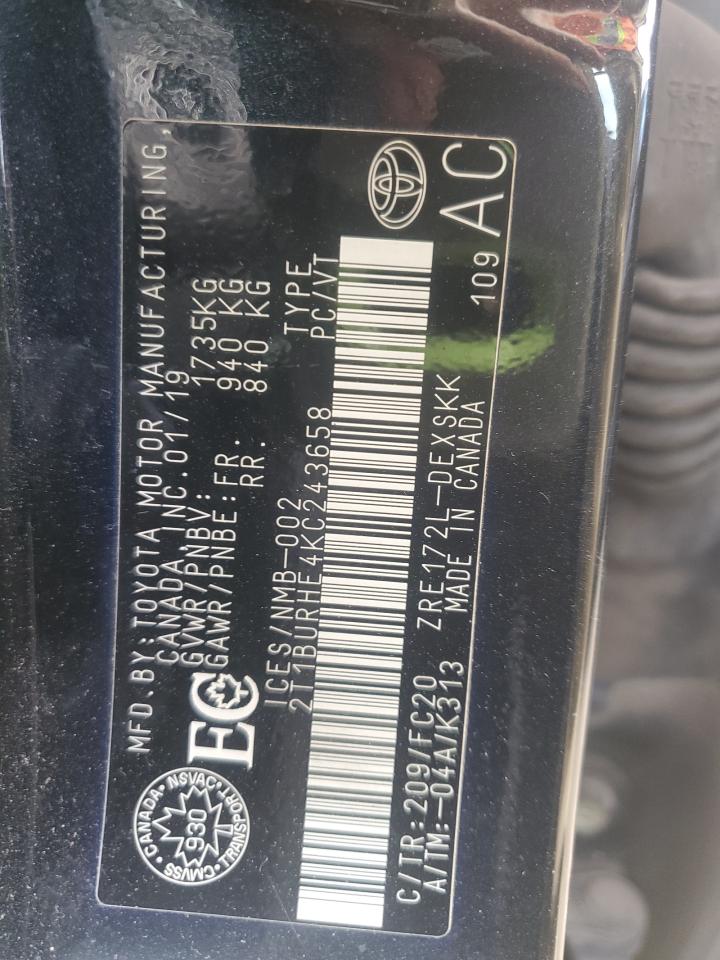 MFD.BY:TOYOTA MOTOR MANUFACTURING,
CANADA INC.01/19
GVWR/PNBV: 1735KG
GAWR/PNBE:FR. 940 KG
RR. 840 KG
CANADA • NSVAC • TRANSPORT • CMVSS •
930
EC
ICES/NMB-002 TYPE
2T1BURHE4KC243658 PC/VT
C/TR:209/FC20 ZRE172L-DEXSKK
A/TM:-04A/K313 MADE IN CANADA
109 AC